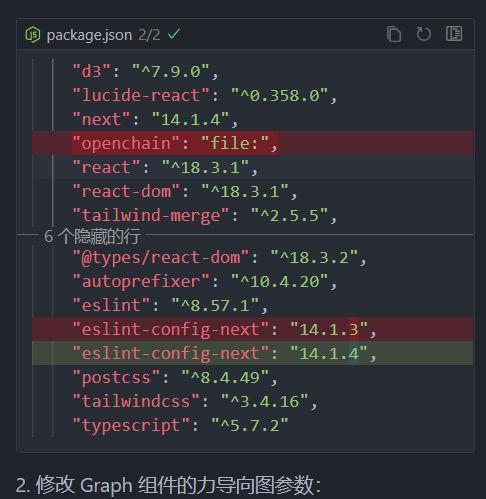 JS package.json 2/2
"d3": "^7.9.0",
"lucide-react": "^0.358.0",
"next": "14.1.4",
"openchain": "file:",
"react": "^18.3.1",
"react-dom": "^18.3.1",
"tailwind-merge": "^2.5.5",
6 个隐藏的行
"@types/react-dom": "^18.3.2",
"autoprefixer": "^10.4.20",
"eslint": "^8.57.1",
"eslint-config-next": "14.1.3",
"eslint-config-next": "14.1.4",
"postcss": "^8.4.49",
"tailwindcss": "^3.4.16",
"typescript": "^5.7.2"
2. 修改 Graph 组件的力导向图参数：